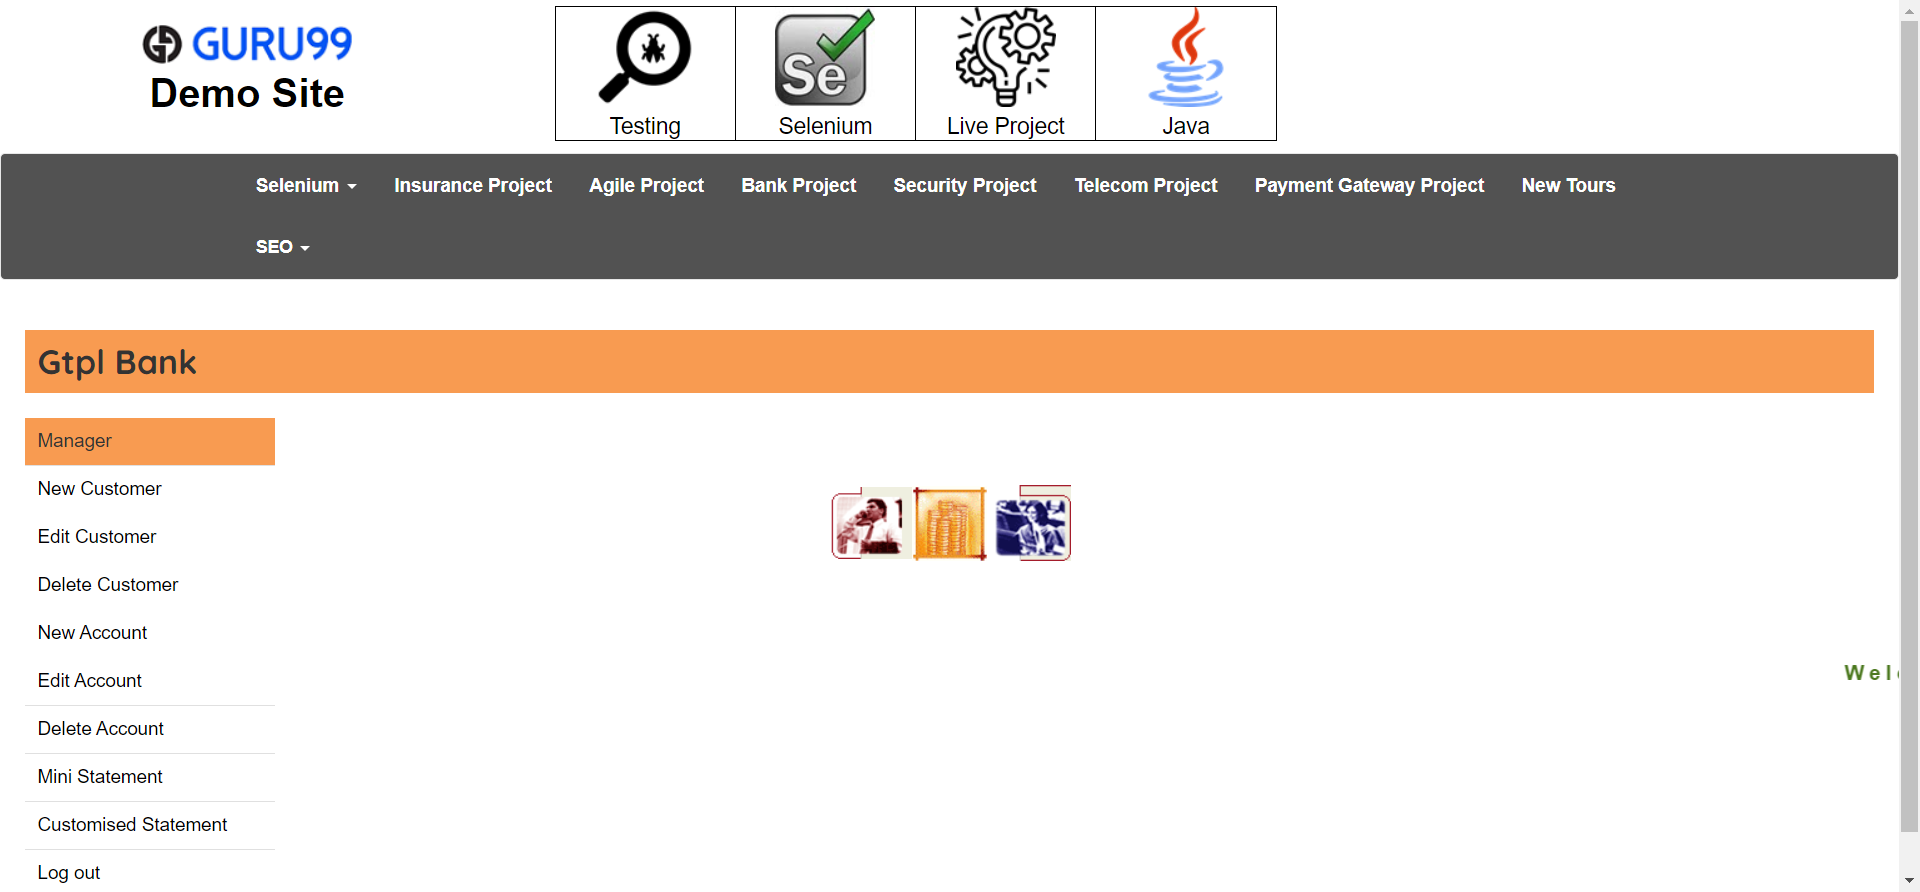 GURU99
Demo Site
Testing
Se
Selenium
Live Project
Java
Selenium
Insurance Project
Agile Project
Bank Project
Security Project
Telecom Project
Payment Gateway Project
New Tours
SEO
Gtpl Bank
Manager
New Customer
Edit Customer
Delete Customer
New Account
Edit Account
Wel
Delete Account
Mini Statement
Customised Statement
Log out